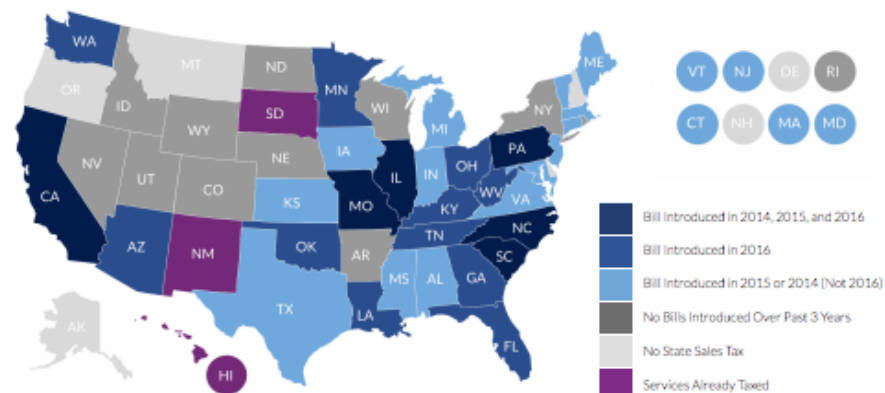 WA
MT
ND
MN
ME
OR
ID
SD
WI
NY
WY
MI
IA
PA
NE
NV
UT
CO
IL
IN
OH
WV
VA
CA
KS
MO
KY
NC
AZ
NM
OK
AR
TN
SC
MS
AL
GA
TX
LA
FL
AK
HI
VT NJ DE RI
CT NH MA MD
Bill Introduced in 2014, 2015, and 2016
Bill Introduced in 2016
Bill Introduced in 2015 or 2014 (Not 2016)
No Bills Introduced Over Past 3 Years
No State Sales Tax
Services Already Taxed